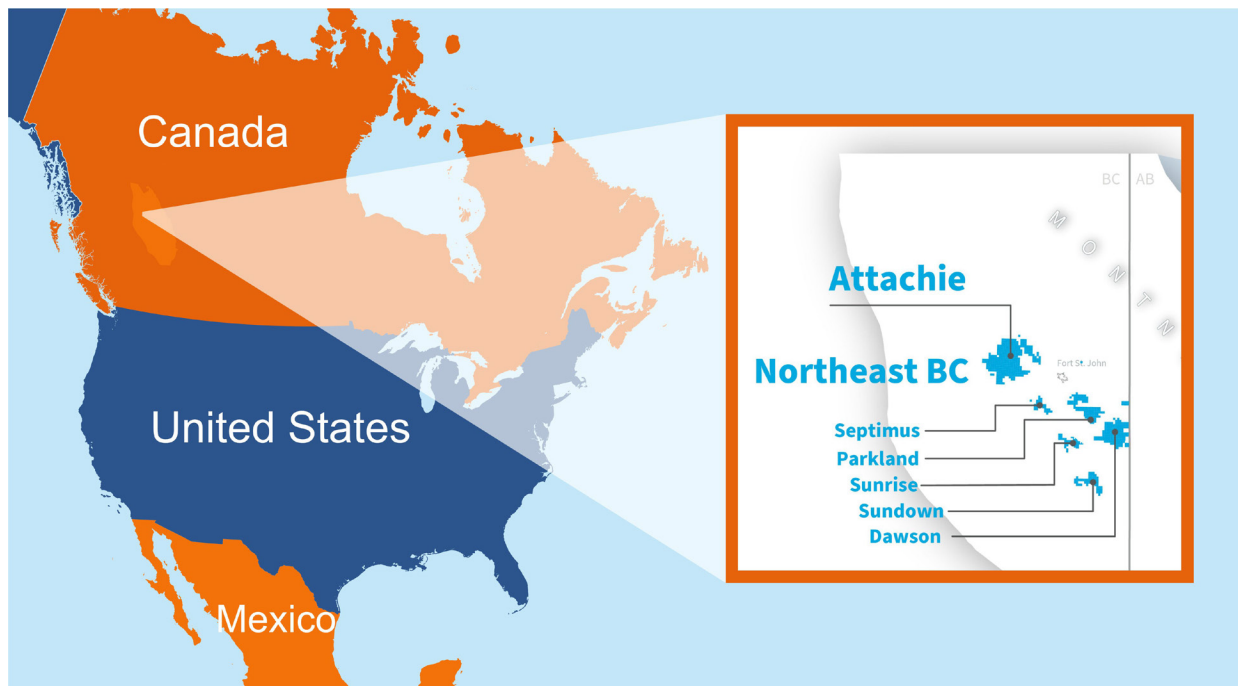 Canada
United States
Mexico
BC AB
M O N T N
Attachie
Northeast BC
Fort St. John
Septimus
Parkland
Sunrise
Sundown
Dawson